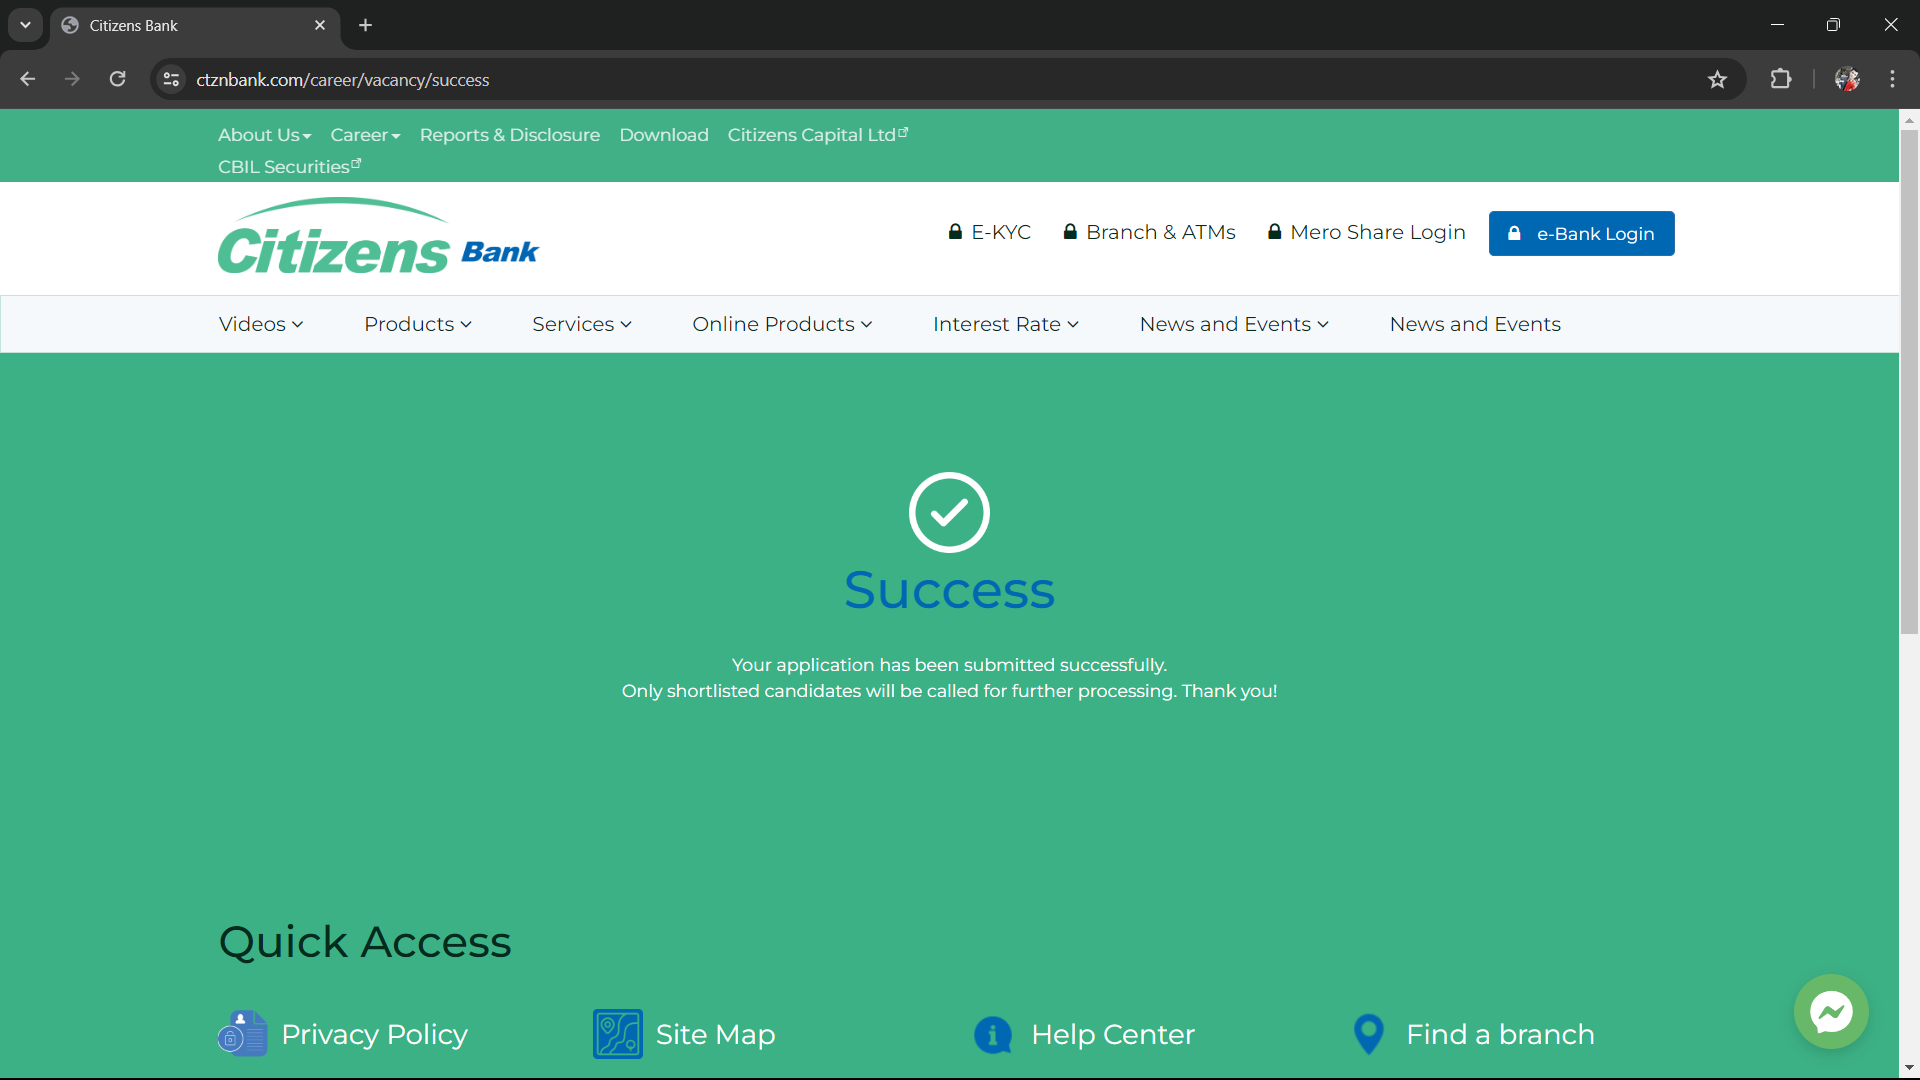 Citizens Bank
ctznbank.com/career/vacancy/success
About Us Career Reports & Disclosure Download Citizens Capital Ltd
CBIL Securities
Citizens Bank
E-KYC Branch & ATMs Mero Share Login e-Bank Login
Videos Products Services Online Products Interest Rate News and Events News and Events
Success
Your application has been submitted successfully.
Only shortlisted candidates will be called for further processing. Thank you!
Quick Access
Privacy Policy Site Map Help Center Find a branch